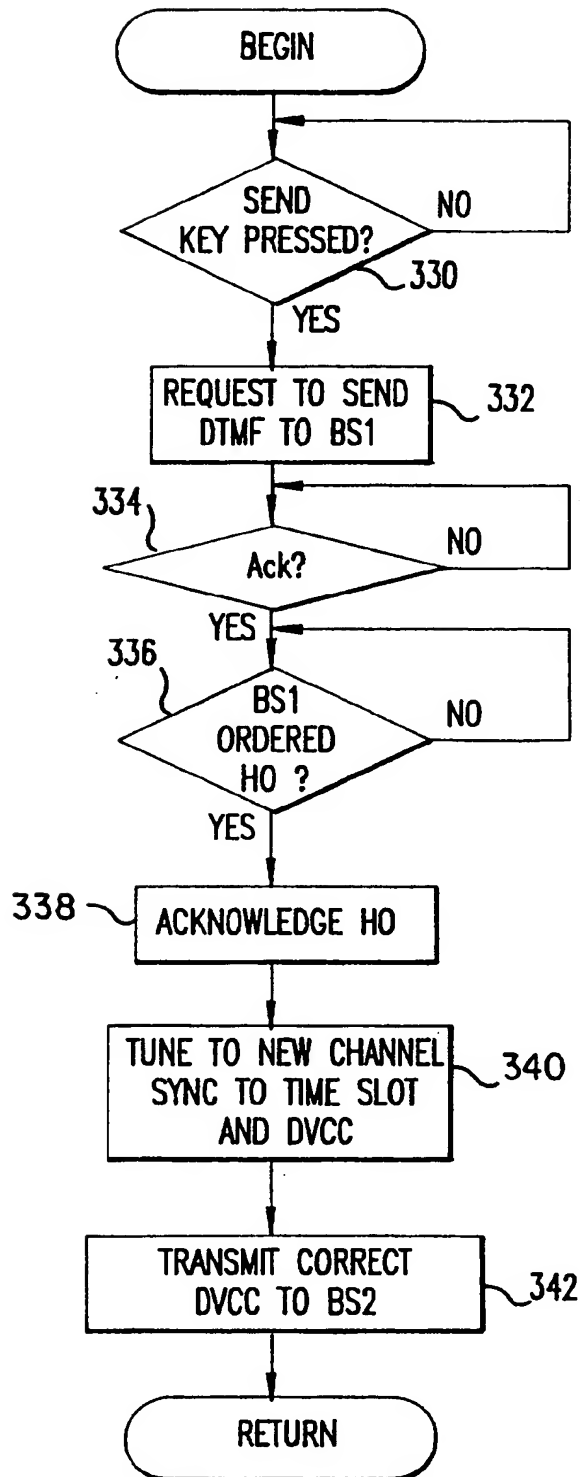 BEGIN
SEND
KEY PRESSED?
NO
330
YES
REQUEST TO SEND
DTMF TO BS1
332
334
Ack?
NO
YES
336
BS1
ORDERED
HO ?
NO
YES
338
ACKNOWLEDGE HO
TUNE TO NEW CHANNEL
SYNC TO TIME SLOT
AND DVCC
340
TRANSMIT CORRECT
DVCC TO BS2
342
RETURN